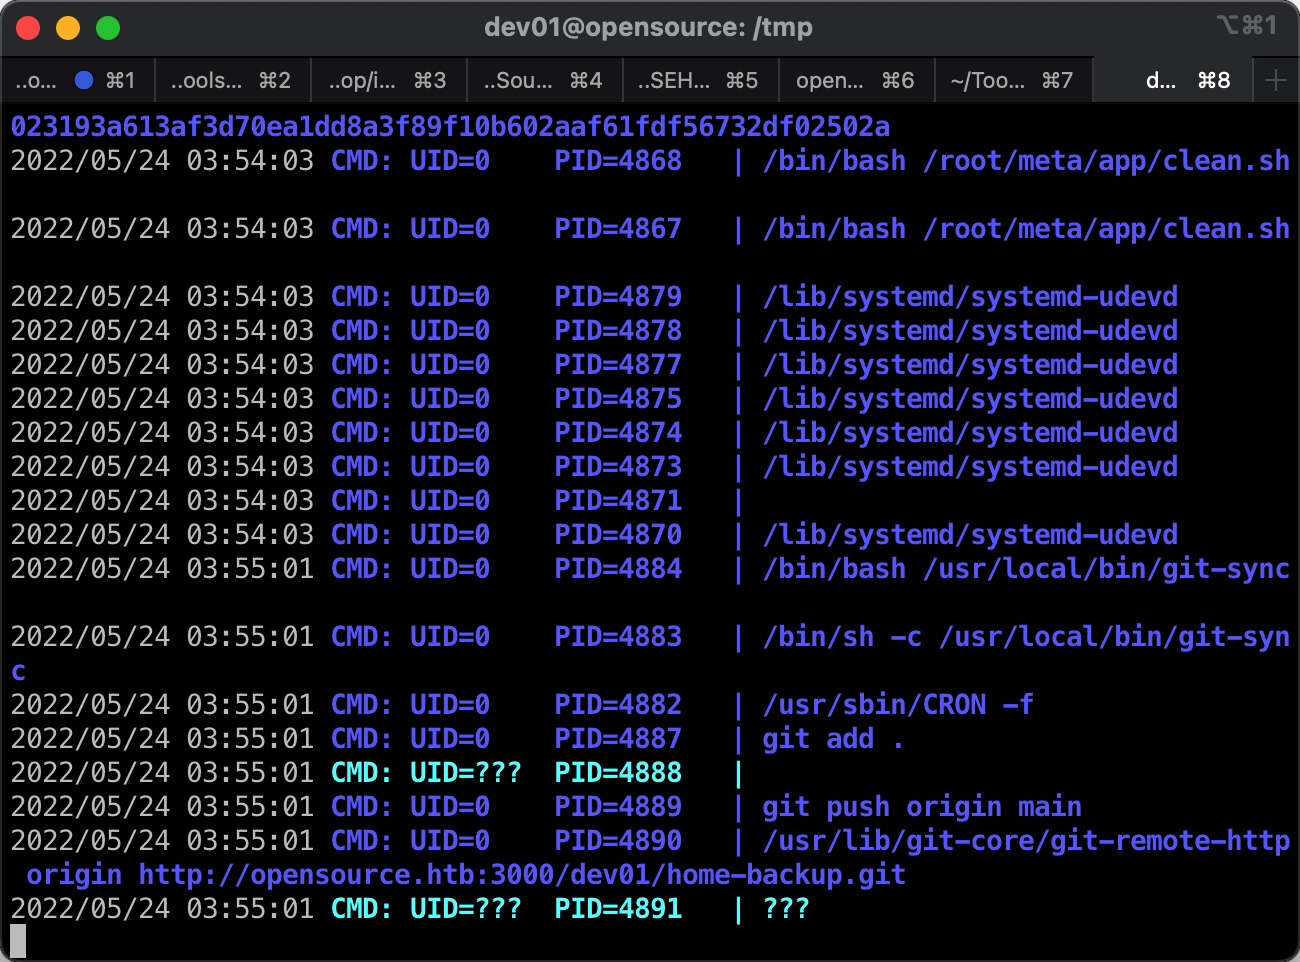 dev01@opensource: /tmp
⌥⌘1
..o... ⌘1 ..ools... ⌘2 ..op/i... ⌘3 ..Sou... ⌘4 ..SEH... ⌘5 open... ⌘6 ~/Too... ⌘7 d... ⌘8
023193a613af3d70ea1dd8a3f89f10b602aaf61fdf56732df02502a
2022/05/24 03:54:03 CMD: UID=0    PID=4868   | /bin/bash /root/meta/app/clean.sh
2022/05/24 03:54:03 CMD: UID=0    PID=4867   | /bin/bash /root/meta/app/clean.sh
2022/05/24 03:54:03 CMD: UID=0    PID=4879   | /lib/systemd/systemd-udevd
2022/05/24 03:54:03 CMD: UID=0    PID=4878   | /lib/systemd/systemd-udevd
2022/05/24 03:54:03 CMD: UID=0    PID=4877   | /lib/systemd/systemd-udevd
2022/05/24 03:54:03 CMD: UID=0    PID=4875   | /lib/systemd/systemd-udevd
2022/05/24 03:54:03 CMD: UID=0    PID=4874   | /lib/systemd/systemd-udevd
2022/05/24 03:54:03 CMD: UID=0    PID=4873   | /lib/systemd/systemd-udevd
2022/05/24 03:54:03 CMD: UID=0    PID=4871   |
2022/05/24 03:54:03 CMD: UID=0    PID=4870   | /lib/systemd/systemd-udevd
2022/05/24 03:55:01 CMD: UID=0    PID=4884   | /bin/bash /usr/local/bin/git-sync
2022/05/24 03:55:01 CMD: UID=0    PID=4883   | /bin/sh -c /usr/local/bin/git-syn
c
2022/05/24 03:55:01 CMD: UID=0    PID=4882   | /usr/sbin/CRON -f
2022/05/24 03:55:01 CMD: UID=0    PID=4887   | git add .
2022/05/24 03:55:01 CMD: UID=???  PID=4888   |
2022/05/24 03:55:01 CMD: UID=0    PID=4889   | git push origin main
2022/05/24 03:55:01 CMD: UID=0    PID=4890   | /usr/lib/git-core/git-remote-http
origin http://opensource.htb:3000/dev01/home-backup.git
2022/05/24 03:55:01 CMD: UID=???  PID=4891   | ???